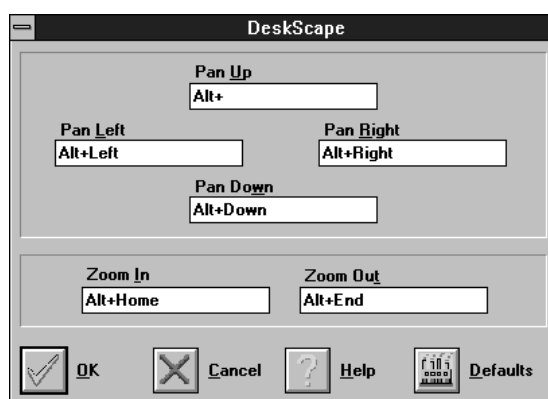 DeskScape
Pan Up
Alt+
Pan Left
Pan Right
Alt+Left
Alt+Right
Pan Down
Alt+Down
Zoom In
Zoom Out
Alt+Home
Alt+End
OK
Cancel
? Help
Defaults